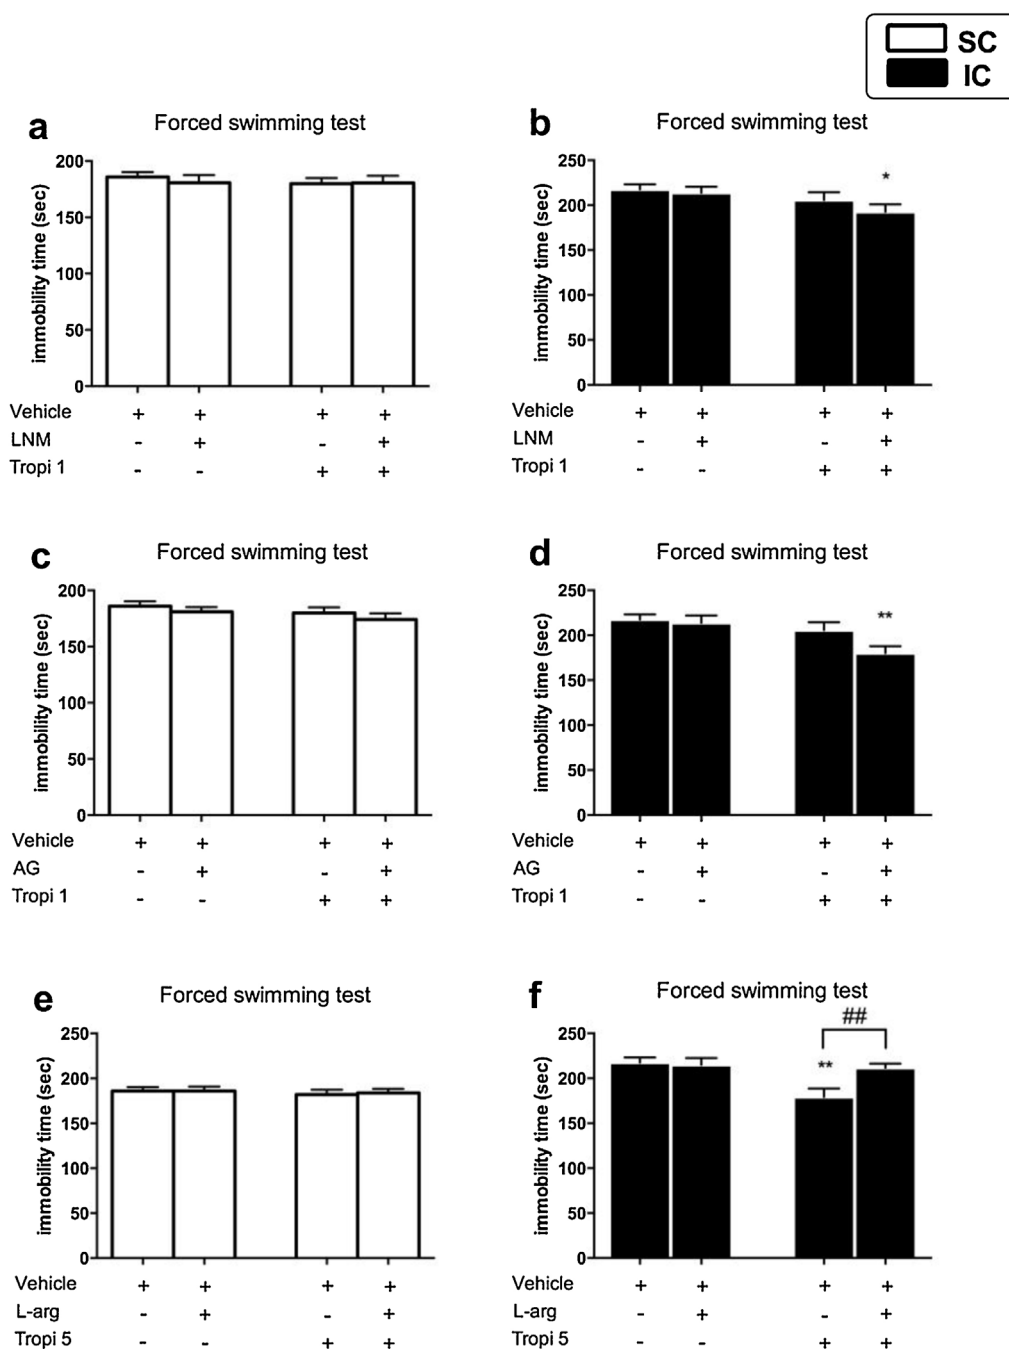 SC
IC
a
Forced swimming test
immobility time (sec)
200
150
100
50
0
Vehicle + + + +
LNM - + - +
Tropi 1 - - + +
b
Forced swimming test
immobility time (sec)
250
200
150
100
50
0
*
Vehicle + + + +
LNM - + - +
Tropi 1 - - + +
c
Forced swimming test
immobility time (sec)
200
150
100
50
0
Vehicle + + + +
AG - + - +
Tropi 1 - - + +
d
Forced swimming test
immobility time (sec)
250
200
150
100
50
0
**
Vehicle + + + +
AG - + - +
Tropi 1 - - + +
e
Forced swimming test
immobility time (sec)
250
200
150
100
50
0
Vehicle + + + +
L-arg - + - +
Tropi 5 - - + +
f
Forced swimming test
immobility time (sec)
250
200
150
100
50
0
##
**
Vehicle + + + +
L-arg - + - +
Tropi 5 - - + +